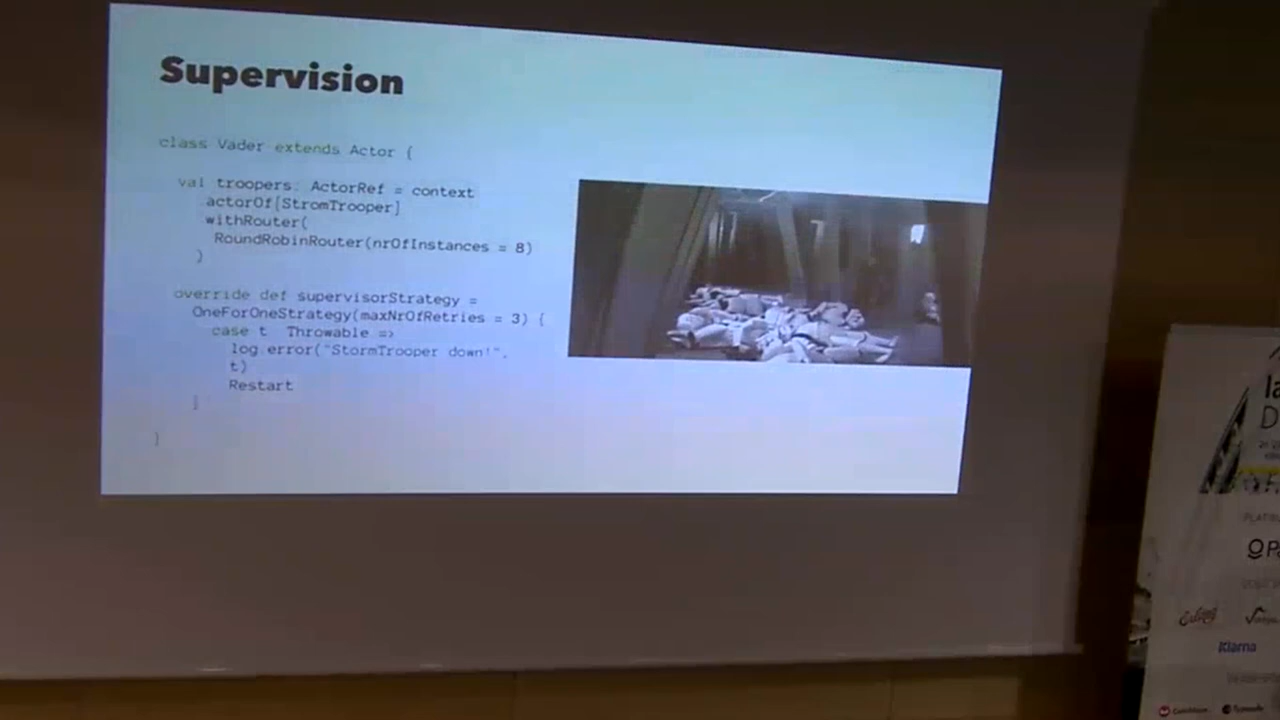 Supervision
class Vader extends Actor {
val troopers: ActorRef = context
actorOf[StromTrooper]
withRouter(
RoundRobinRouter(nrOfInstances = 8)
)
override def supervisorStrategy =
OneForOneStrategy(maxNrOfRetries = 3) {
case t Throwable =>
log.error("StormTrooper down!",
t)
Restart
}
}
la
D
Klarna